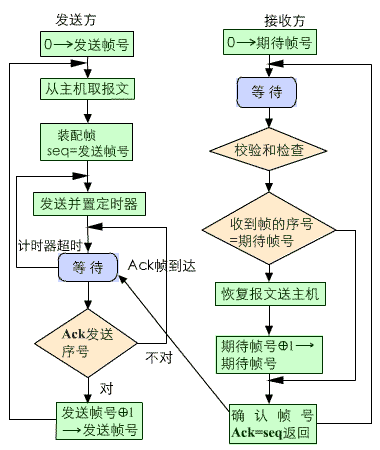 发送方
0→发送帧号
从主机取报文
装配帧
seq=发送帧号
发送并置定时器
计时器超时
等待
Ack帧到达
Ack发送
序号
不对
对
发送帧号⊕1
→发送帧号
接收方
0→期待帧号
等待
校验和检查
收到帧的序号
=期待帧号
恢复报文送主机
期待帧号⊕1→
期待帧号
确认帧号
Ack=seq返回